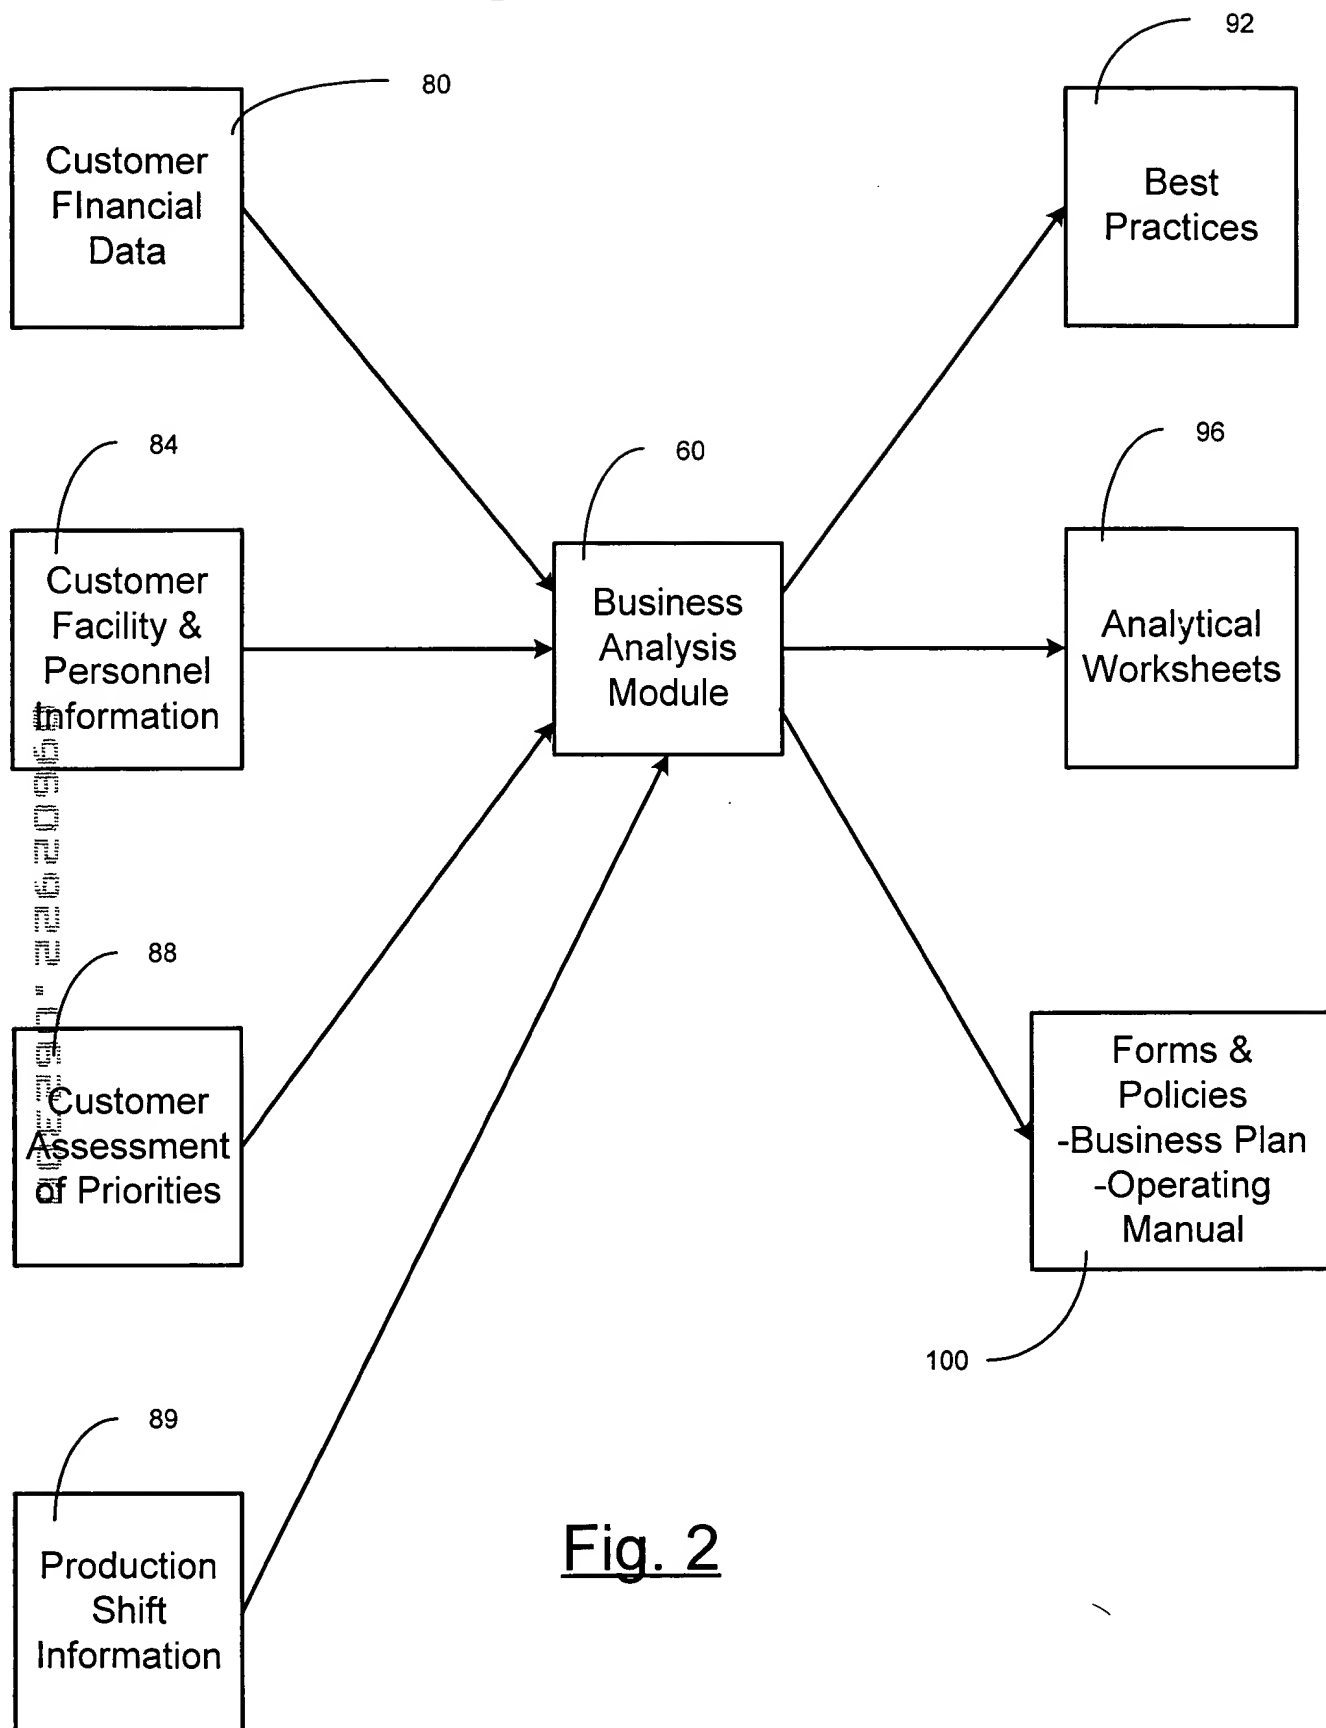 92
80
Customer
FInancial
Data
Best
Practices
84
60
96
Customer
Facility &
Personnel
Information
Business
Analysis
Module
Analytical
Worksheets
88
Customer
Assessment
of Priorities
Forms &
Policies
-Business Plan
-Operating
Manual
100
89
Production
Shift
Information
Fig. 2